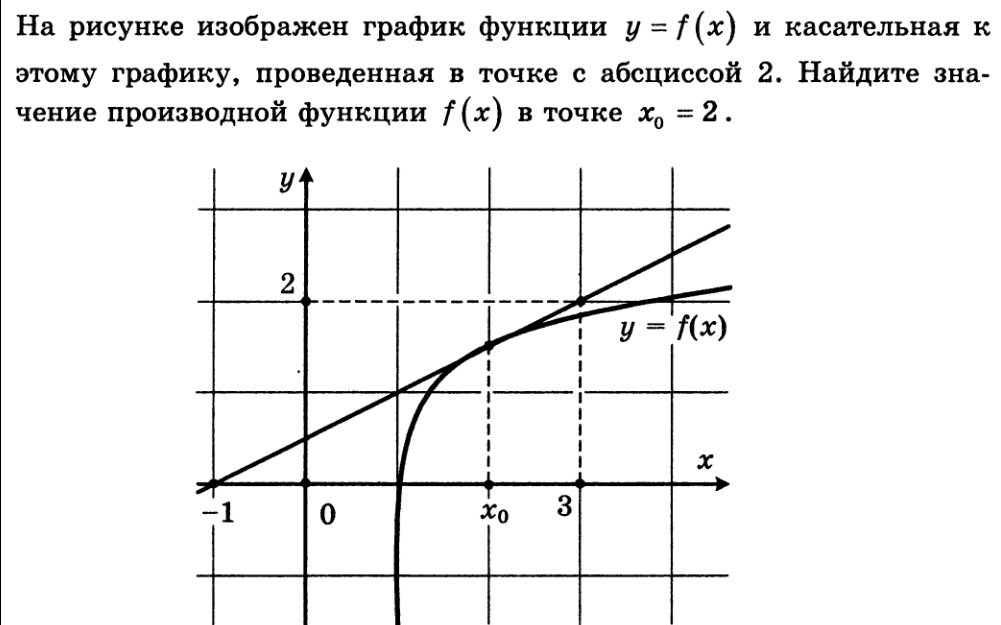 На рисунке изображен график функции y = f(x) и касательная к
этому графику, проведенная в точке с абсциссой 2. Найдите зна-
чение производной функции f(x) в точке x₀ = 2.
y
2
y = f(x)
x
−1
0
x₀
3